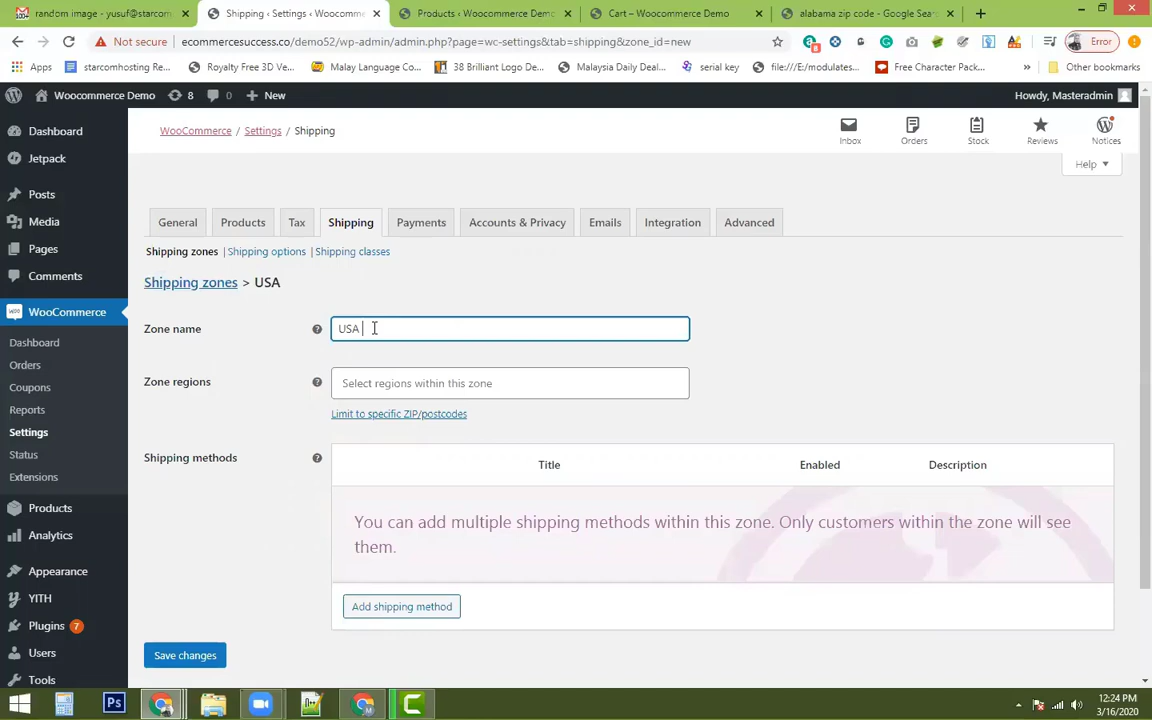 random image - yusuf@starcom
Shipping ‹ Settings ‹ Woocomme
Products ‹ Woocommerce Dem
Cart – Woocommerce Demo
alabama zip code - Google Sear
Not secure
ecommercesuccess.co/demo52/wp-admin/admin.php?page=wc-settings&tab=shipping&zone_id=new
Error
Apps
starcomhosting Re...
Royalty Free 3D Ve...
Malay Language Co...
38 Brilliant Logo De...
Malaysia Daily Deal...
serial key
file:///E:/modulates...
Free Character Pack...
»
Other bookmarks
Woocommerce Demo
8
0
New
Howdy, Masteradmin
Dashboard
Jetpack
Posts
Media
Pages
Comments
WooCommerce
Dashboard
Orders
Coupons
Reports
Settings
Status
Extensions
Products
Analytics
Appearance
YITH
Plugins 7
Users
Tools
WooCommerce / Settings / Shipping
Inbox
Orders
Stock
Reviews
Notices
Help
General
Products
Tax
Shipping
Payments
Accounts & Privacy
Emails
Integration
Advanced
Shipping zones | Shipping options | Shipping classes
Shipping zones > USA
Zone name
USA
Zone regions
Select regions within this zone
Limit to specific ZIP/postcodes
Shipping methods
Title
Enabled
Description
You can add multiple shipping methods within this zone. Only customers within the zone will see
them.
Add shipping method
Save changes
Ps
12:24 PM
3/16/2020